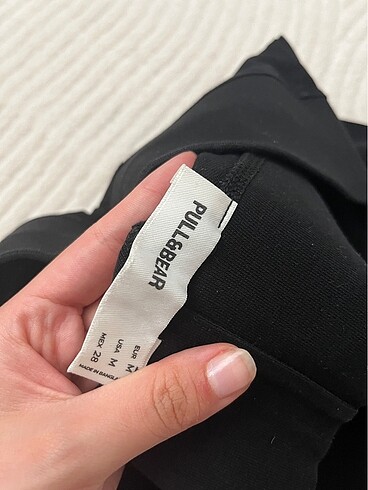 PULL&BEAR
EUR M
USA M
MEX 28
MADE IN